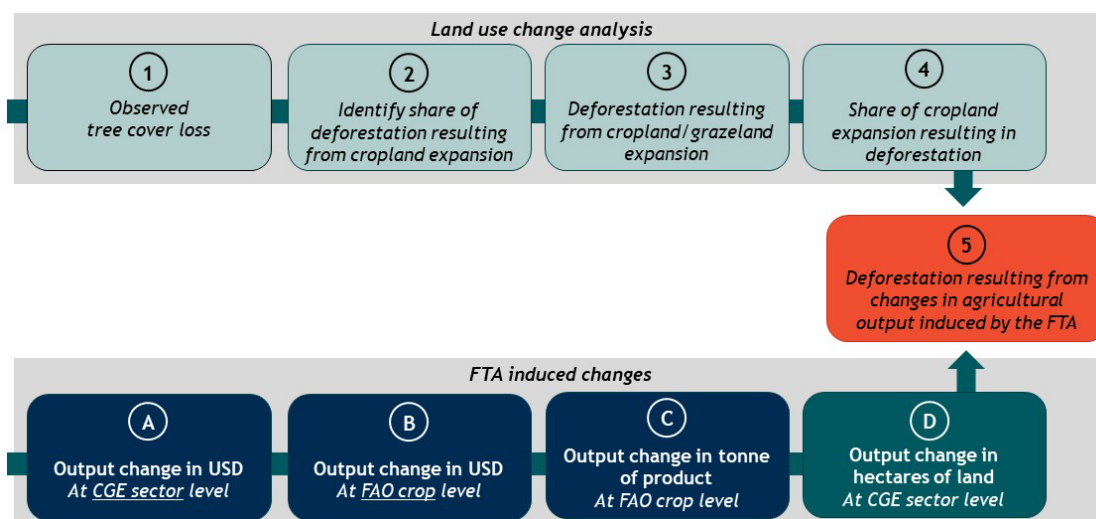 Land use change analysis
1
Observed
tree cover loss
2
Identify share of
deforestation resulting
from cropland expansion
3
Deforestation resulting
from cropland/grazeland
expansion
4
Share of cropland
expansion resulting in
deforestation
5
Deforestation resulting from
changes in agricultural
output induced by the FTA
FTA induced changes
A
Output change in USD
At CGE sector level
B
Output change in USD
At FAO crop level
C
Output change in tonne
of product
At FAO crop level
D
Output change in
hectares of land
At CGE sector level